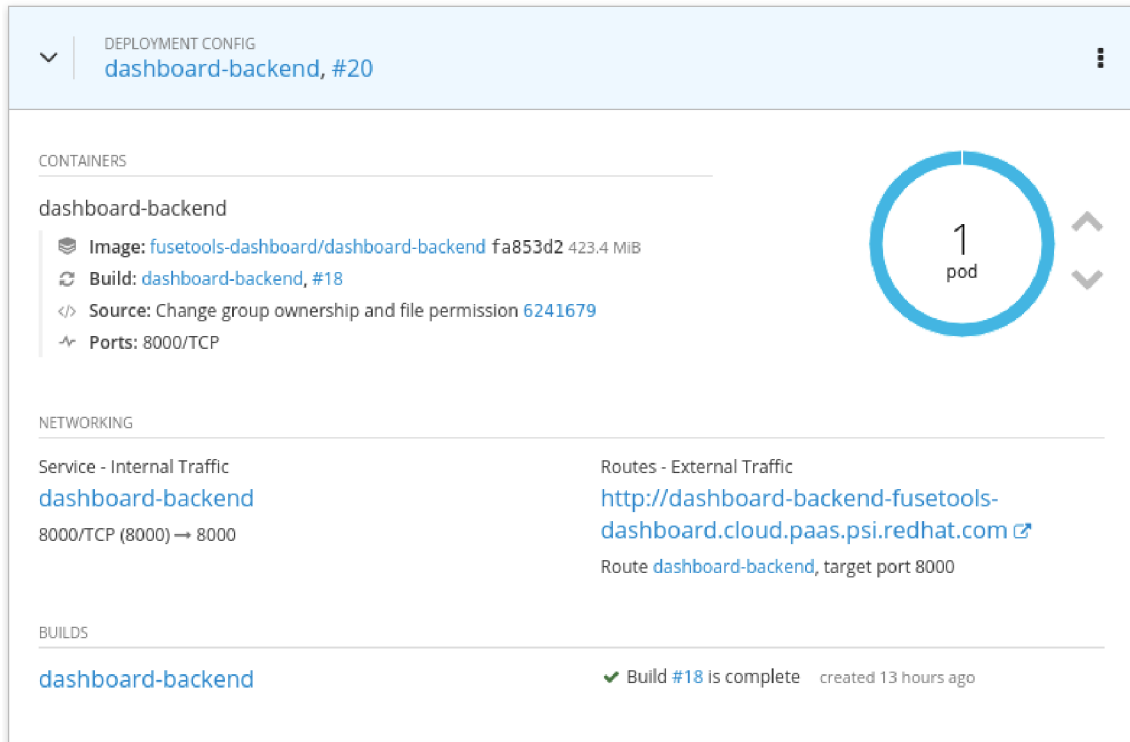 DEPLOYMENT CONFIG
dashboard-backend, #20
CONTAINERS
dashboard-backend
Image: fusetools-dashboard/dashboard-backend fa853d2 423.4 MiB
Build: dashboard-backend, #18
Source: Change group ownership and file permission 6241679
Ports: 8000/TCP
1
pod
NETWORKING
Service - Internal Traffic
dashboard-backend
8000/TCP (8000) → 8000
Routes - External Traffic
http://dashboard-backend-fusetools-
dashboard.cloud.paas.psi.redhat.com
Route dashboard-backend, target port 8000
BUILDS
dashboard-backend
Build #18 is complete created 13 hours ago